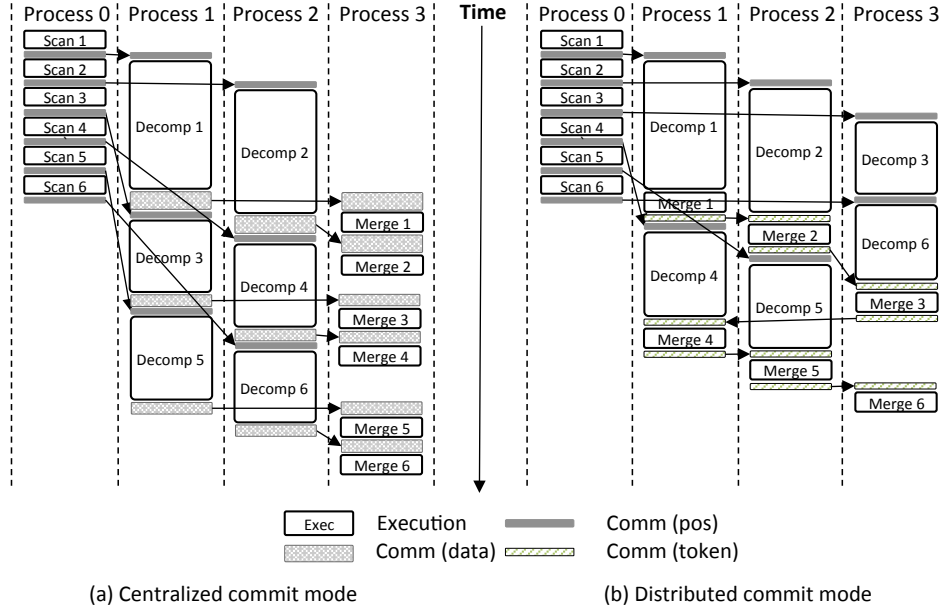 Process 0 Process 1 Process 2 Process 3
Scan 1
Scan 2
Scan 3
Scan 4
Scan 5
Scan 6
Decomp 1
Decomp 3
Decomp 5
Decomp 2
Decomp 4
Decomp 6
Merge 1
Merge 2
Merge 3
Merge 4
Merge 5
Merge 6
Time
Process 0 Process 1 Process 2 Process 3
Scan 1
Scan 2
Scan 3
Scan 4
Scan 5
Scan 6
Decomp 1
Merge 1
Decomp 4
Merge 4
Decomp 2
Merge 2
Decomp 5
Merge 5
Decomp 3
Decomp 6
Merge 3
Merge 6
Exec Execution Comm (pos)
Comm (data) Comm (token)
(a) Centralized commit mode (b) Distributed commit mode